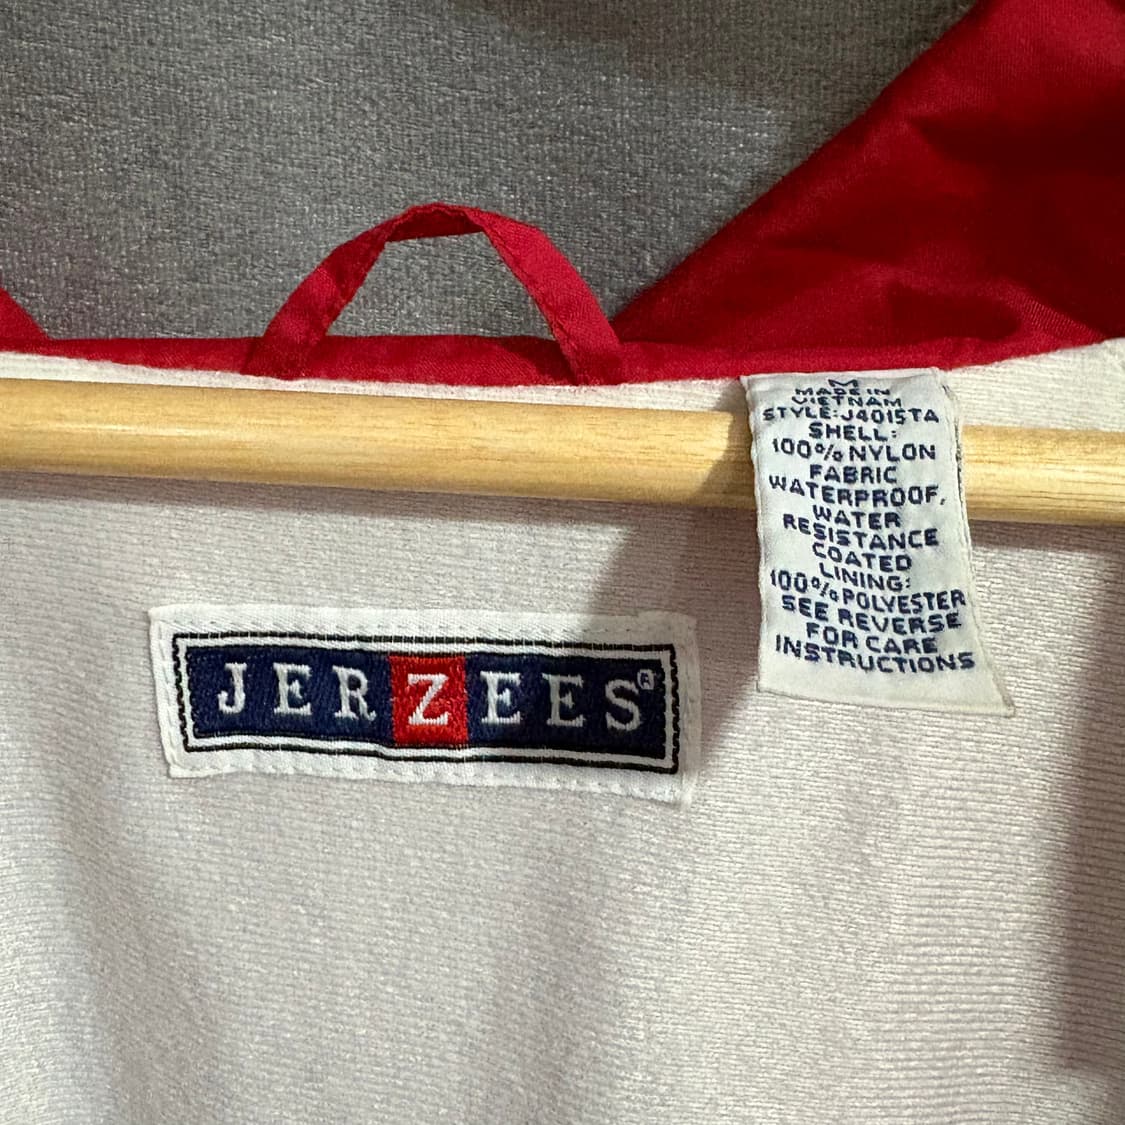 M
MADE IN
VIETNAM
STYLE:J4015TA
SHELL:
100% NYLON
FABRIC
WATERPROOF,
WATER
RESISTANCE
COATED
LINING:
100% POLYESTER
SEE REVERSE
FOR CARE
INSTRUCTIONS
JERZEES®